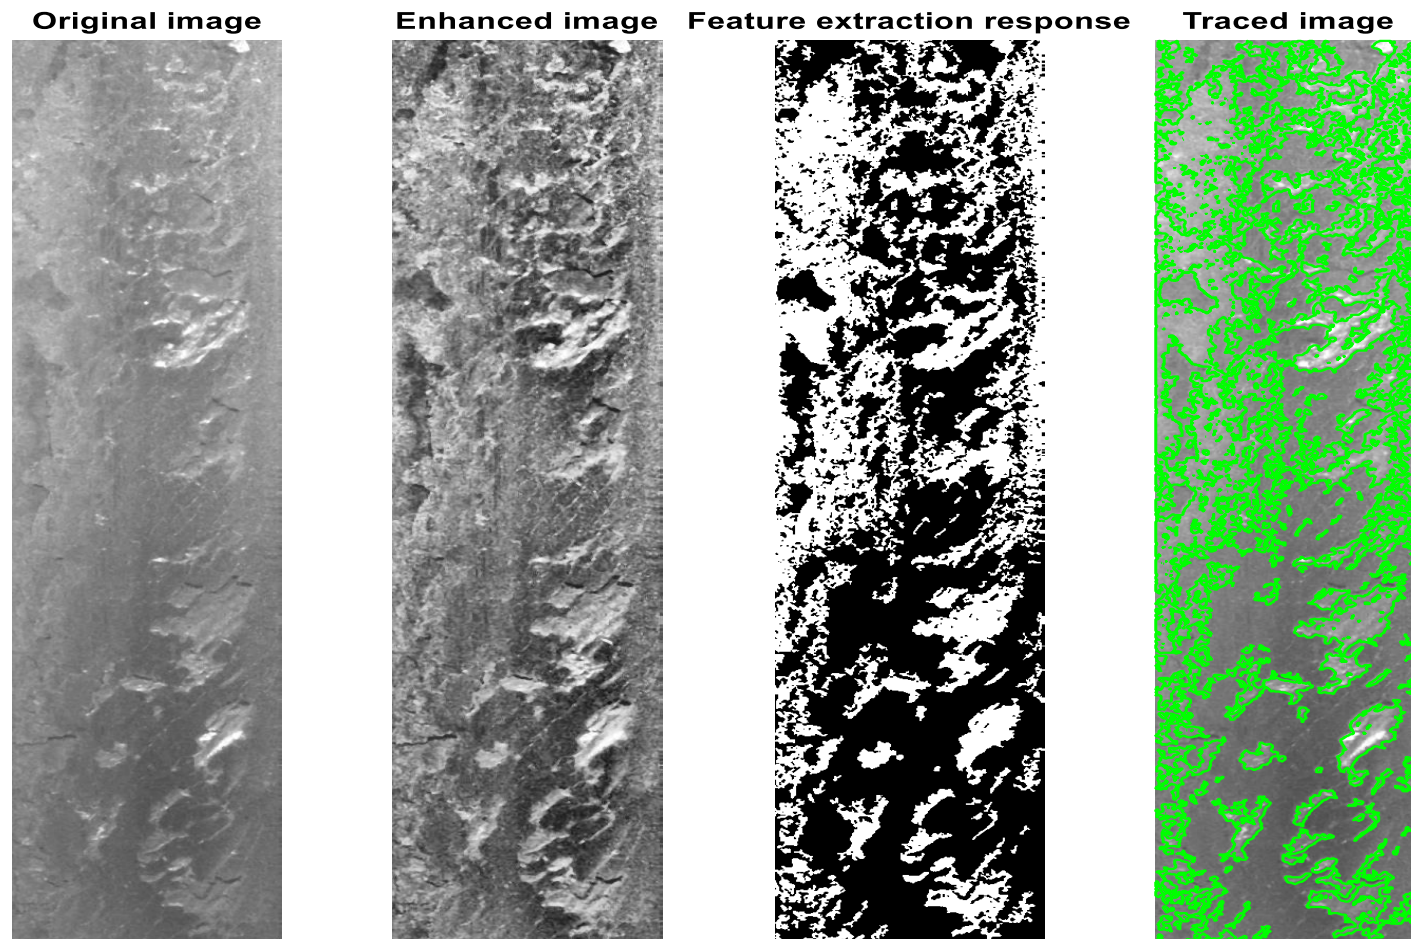 Original image
Enhanced image
Feature extraction response
Traced image